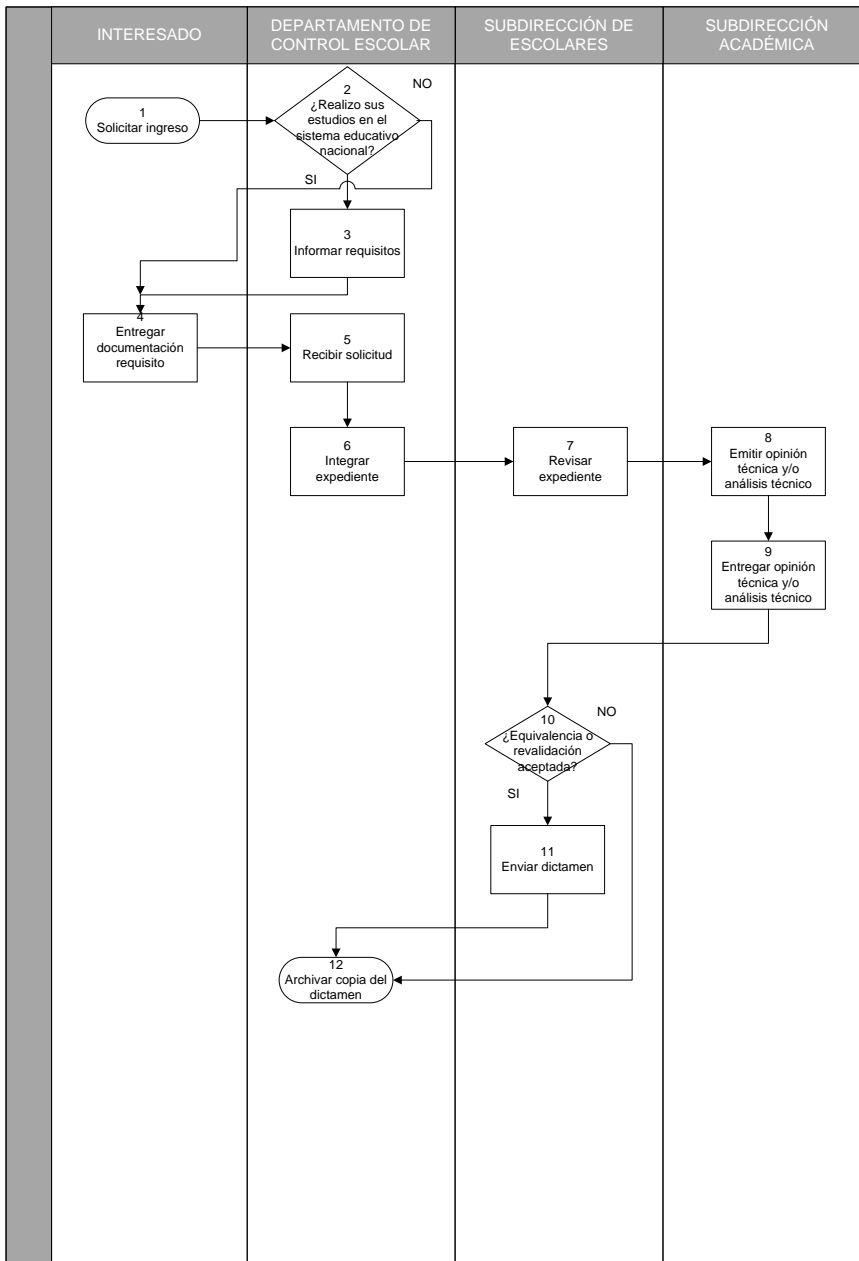 INTERESADO
DEPARTAMENTO DE
CONTROL ESCOLAR
SUBDIRECCIÓN DE
ESCOLARES
SUBDIRECCIÓN
ACADÉMICA
1
Solicitar ingreso
2
¿Realizo sus
estudios en el
sistema educativo
nacional?
NO
SI
3
Informar requisitos
4
Entregar
documentación
requisito
5
Recibir solicitud
6
Integrar
expediente
7
Revisar
expediente
8
Emitir opinión
técnica y/o
análisis técnico
9
Entregar opinión
técnica y/o
análisis técnico
10
¿Equivalencia o
revalidación
aceptada?
NO
SI
11
Enviar dictamen
12
Archivar copia del
dictamen